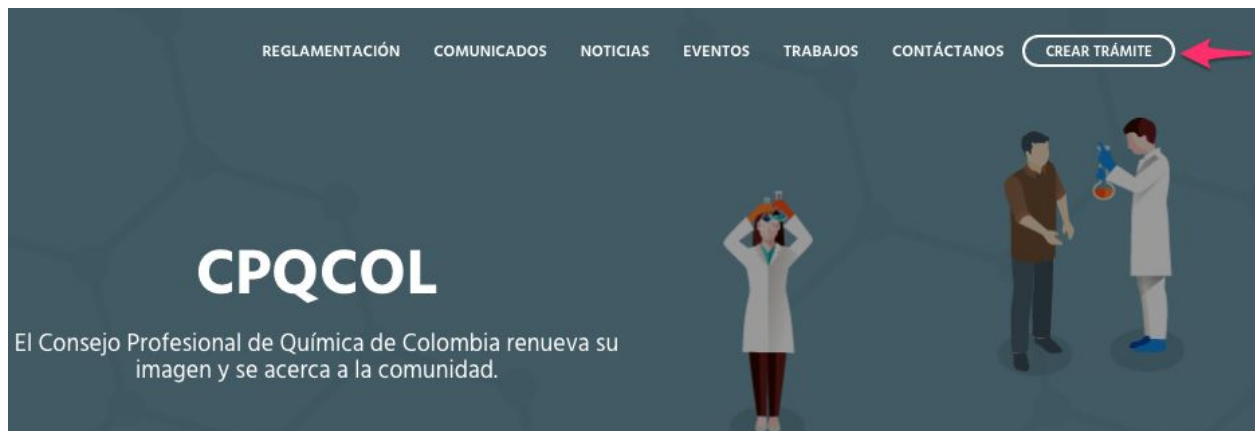 REGLAMENTACIÓN COMUNICADOS NOTICIAS EVENTOS TRABAJOS CONTÁCTANOS CREAR TRÁMITE
CPQCOL
El Consejo Profesional de Química de Colombia renueva su
imagen y se acerca a la comunidad.